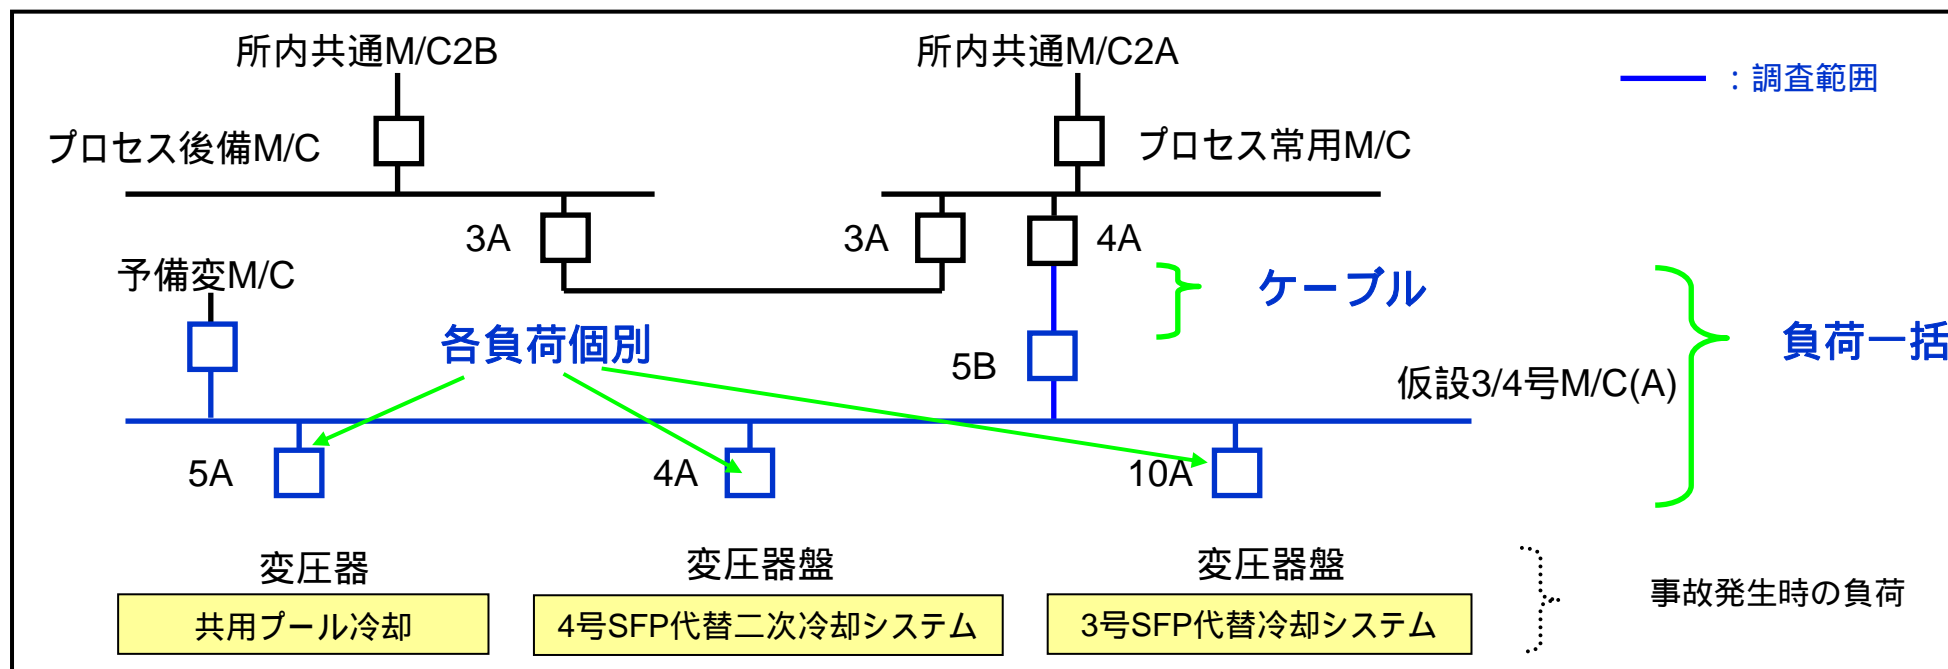 所内共通M/C2B
所内共通M/C2A
：調査範囲
プロセス後備M/C
プロセス常用M/C
3A
3A
4A
予備変M/C
ケーブル
各負荷個別
負荷一括
5B
仮設3/4号M/C(A)
5A
4A
10A
変圧器
変圧器盤
変圧器盤
事故発生時の負荷
共用プール冷却
4号SFP代替二次冷却システム
3号SFP代替冷却システム